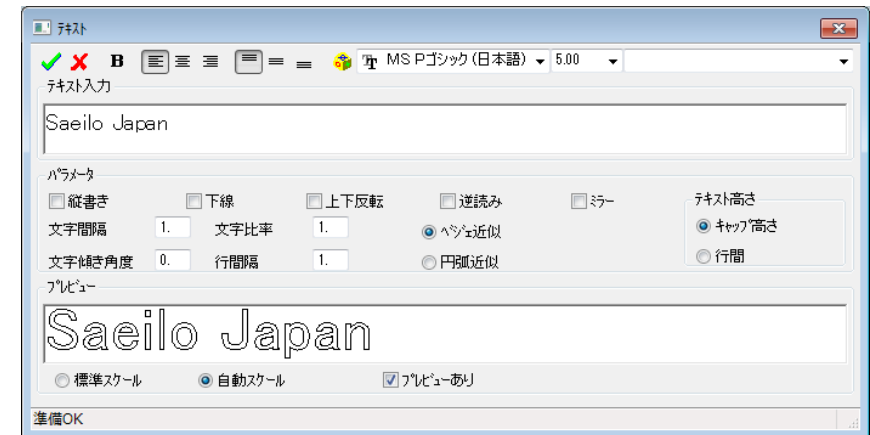 ﾃｷｽﾄ
B MS Pゴシック(日本語) 5.00
ﾃｷｽﾄ入力
Saeilo Japan
ﾊﾟﾗﾒｰﾀ
縦書き 下線 上下反転 逆読み ﾐﾗｰ ﾃｷｽﾄ高さ
文字間隔 1. 文字比率 1. ﾍﾞｼﾞｪ近似 ｷｬｯﾌﾟ高さ
文字傾き角度 0. 行間隔 1. 円弧近似 行間
ﾌﾟﾚﾋﾞｭｰ
Saeilo Japan
標準ｽｹｰﾙ 自動ｽｹｰﾙ ﾌﾟﾚﾋﾞｭｰあり
準備OK